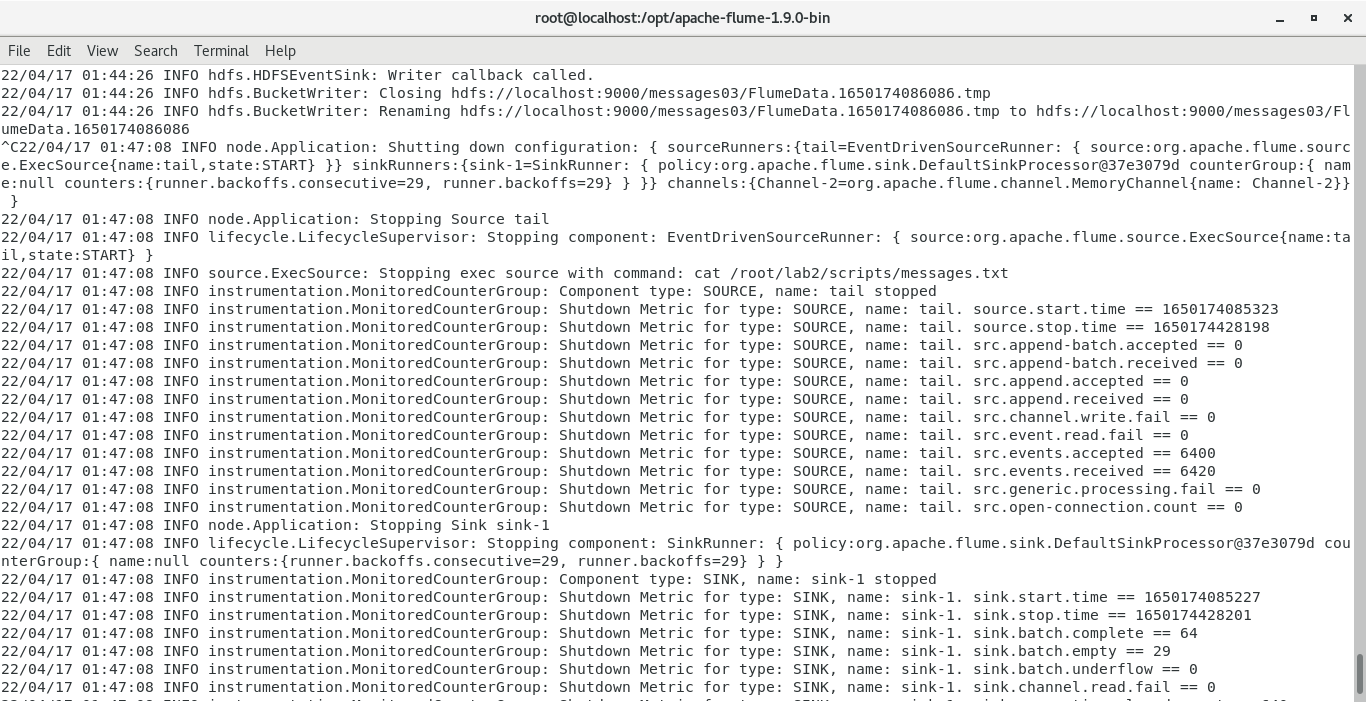 root@localhost:/opt/apache-flume-1.9.0-bin
File Edit View Search Terminal Help
22/04/17 01:44:26 INFO hdfs.HDFSEventSink: Writer callback called.
22/04/17 01:44:26 INFO hdfs.BucketWriter: Closing hdfs://localhost:9000/messages03/FlumeData.1650174086086.tmp
22/04/17 01:44:26 INFO hdfs.BucketWriter: Renaming hdfs://localhost:9000/messages03/FlumeData.1650174086086.tmp to hdfs://localhost:9000/messages03/Fl
umeData.1650174086086
^C22/04/17 01:47:08 INFO node.Application: Shutting down configuration: { sourceRunners:{tail=EventDrivenSourceRunner: { source:org.apache.flume.sourc
e.ExecSource{name:tail,state:START} }} sinkRunners:{sink-1=SinkRunner: { policy:org.apache.flume.sink.DefaultSinkProcessor@37e3079d counterGroup:{ nam
e:null counters:{runner.backoffs.consecutive=29, runner.backoffs=29} } }} channels:{Channel-2=org.apache.flume.channel.MemoryChannel{name: Channel-2}}
}
22/04/17 01:47:08 INFO node.Application: Stopping Source tail
22/04/17 01:47:08 INFO lifecycle.LifecycleSupervisor: Stopping component: EventDrivenSourceRunner: { source:org.apache.flume.source.ExecSource{name:ta
il,state:START} }
22/04/17 01:47:08 INFO source.ExecSource: Stopping exec source with command: cat /root/lab2/scripts/messages.txt
22/04/17 01:47:08 INFO instrumentation.MonitoredCounterGroup: Component type: SOURCE, name: tail stopped
22/04/17 01:47:08 INFO instrumentation.MonitoredCounterGroup: Shutdown Metric for type: SOURCE, name: tail. source.start.time == 1650174085323
22/04/17 01:47:08 INFO instrumentation.MonitoredCounterGroup: Shutdown Metric for type: SOURCE, name: tail. source.stop.time == 1650174428198
22/04/17 01:47:08 INFO instrumentation.MonitoredCounterGroup: Shutdown Metric for type: SOURCE, name: tail. src.append-batch.accepted == 0
22/04/17 01:47:08 INFO instrumentation.MonitoredCounterGroup: Shutdown Metric for type: SOURCE, name: tail. src.append-batch.received == 0
22/04/17 01:47:08 INFO instrumentation.MonitoredCounterGroup: Shutdown Metric for type: SOURCE, name: tail. src.append.accepted == 0
22/04/17 01:47:08 INFO instrumentation.MonitoredCounterGroup: Shutdown Metric for type: SOURCE, name: tail. src.append.received == 0
22/04/17 01:47:08 INFO instrumentation.MonitoredCounterGroup: Shutdown Metric for type: SOURCE, name: tail. src.channel.write.fail == 0
22/04/17 01:47:08 INFO instrumentation.MonitoredCounterGroup: Shutdown Metric for type: SOURCE, name: tail. src.event.read.fail == 0
22/04/17 01:47:08 INFO instrumentation.MonitoredCounterGroup: Shutdown Metric for type: SOURCE, name: tail. src.events.accepted == 6400
22/04/17 01:47:08 INFO instrumentation.MonitoredCounterGroup: Shutdown Metric for type: SOURCE, name: tail. src.events.received == 6420
22/04/17 01:47:08 INFO instrumentation.MonitoredCounterGroup: Shutdown Metric for type: SOURCE, name: tail. src.generic.processing.fail == 0
22/04/17 01:47:08 INFO instrumentation.MonitoredCounterGroup: Shutdown Metric for type: SOURCE, name: tail. src.open-connection.count == 0
22/04/17 01:47:08 INFO node.Application: Stopping Sink sink-1
22/04/17 01:47:08 INFO lifecycle.LifecycleSupervisor: Stopping component: SinkRunner: { policy:org.apache.flume.sink.DefaultSinkProcessor@37e3079d cou
nterGroup:{ name:null counters:{runner.backoffs.consecutive=29, runner.backoffs=29} } }
22/04/17 01:47:08 INFO instrumentation.MonitoredCounterGroup: Component type: SINK, name: sink-1 stopped
22/04/17 01:47:08 INFO instrumentation.MonitoredCounterGroup: Shutdown Metric for type: SINK, name: sink-1. sink.start.time == 1650174085227
22/04/17 01:47:08 INFO instrumentation.MonitoredCounterGroup: Shutdown Metric for type: SINK, name: sink-1. sink.stop.time == 1650174428201
22/04/17 01:47:08 INFO instrumentation.MonitoredCounterGroup: Shutdown Metric for type: SINK, name: sink-1. sink.batch.complete == 64
22/04/17 01:47:08 INFO instrumentation.MonitoredCounterGroup: Shutdown Metric for type: SINK, name: sink-1. sink.batch.empty == 29
22/04/17 01:47:08 INFO instrumentation.MonitoredCounterGroup: Shutdown Metric for type: SINK, name: sink-1. sink.batch.underflow == 0
22/04/17 01:47:08 INFO instrumentation.MonitoredCounterGroup: Shutdown Metric for type: SINK, name: sink-1. sink.channel.read.fail == 0